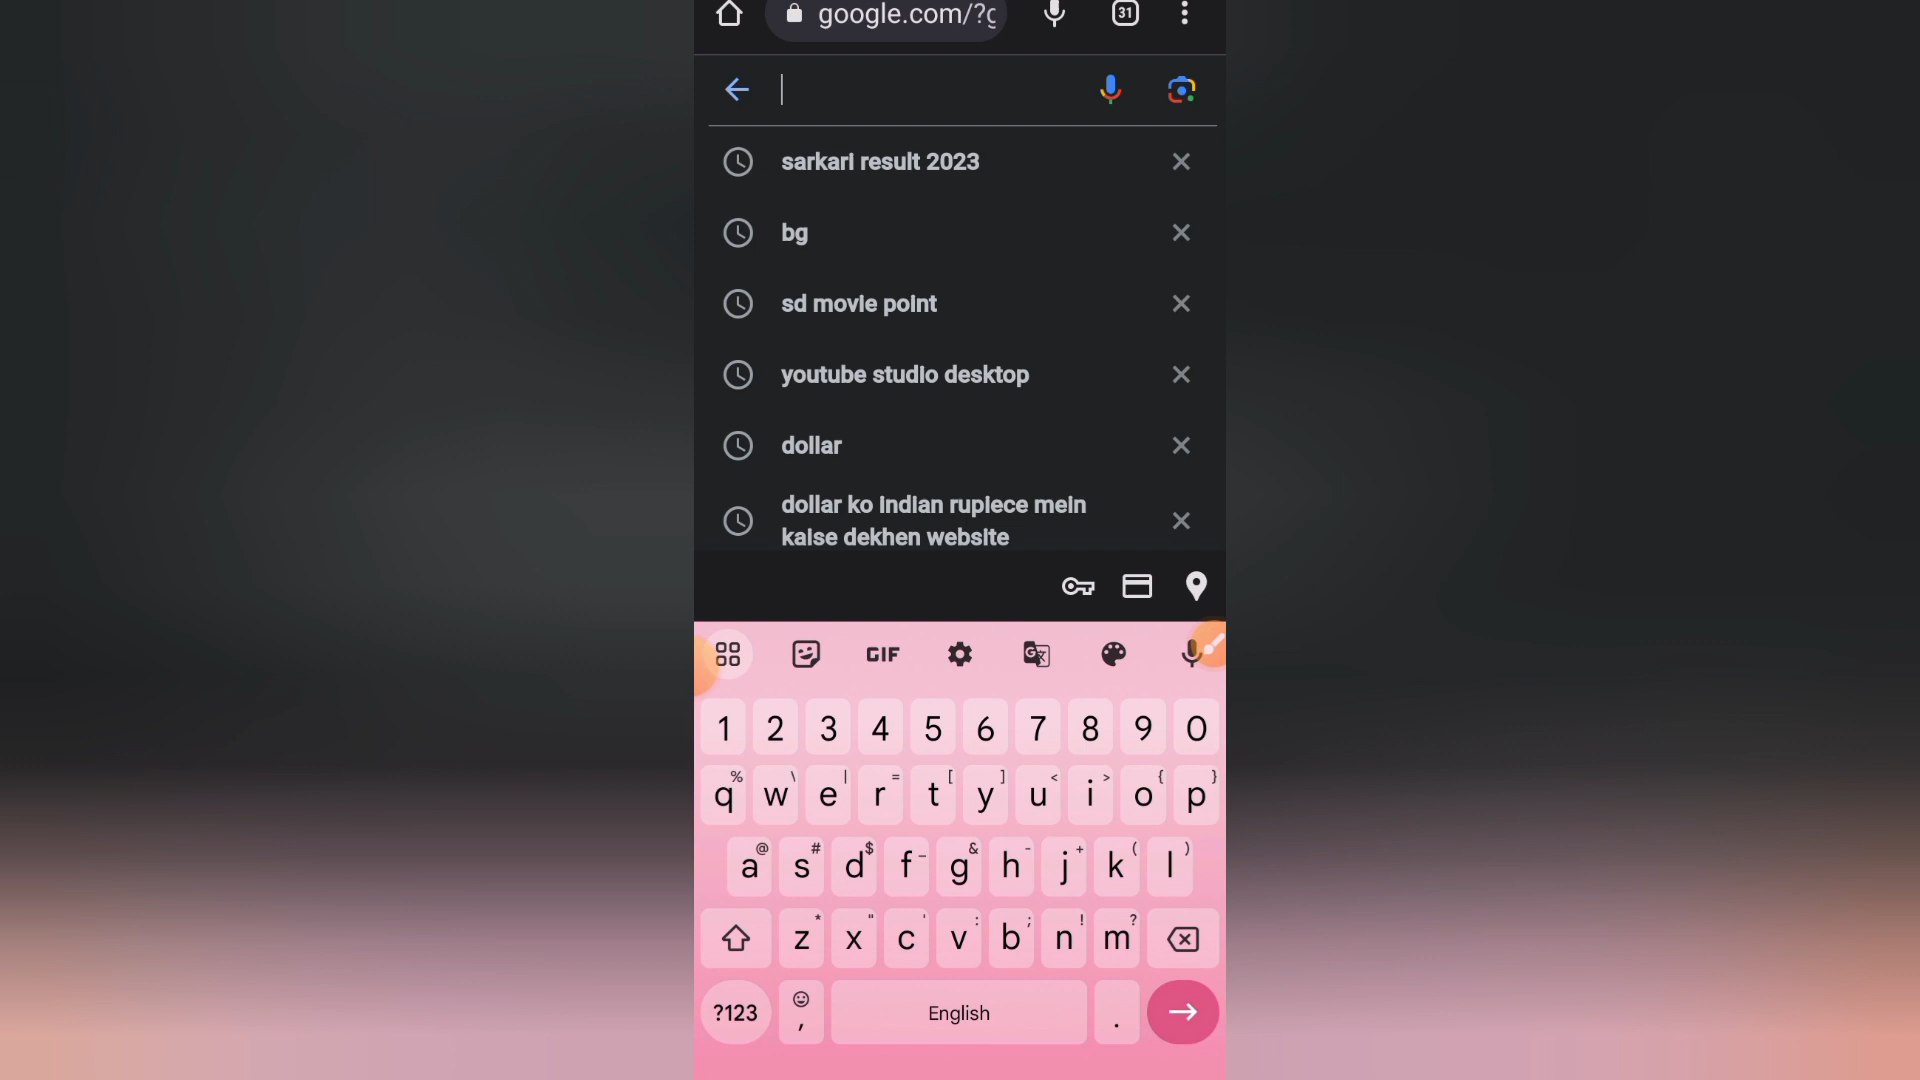 google.com/?g
31
sarkari result 2023
bg
sd movie point
youtube studio desktop
dollar
dollar ko indian rupiece mein
kaise dekhen website
GIF
1 2 3 4 5 6 7 8 9 0
% \ | = [ ] < > { }
q w e r t y u i o p
@ # $ _ & - + ( )
a s d f g h j k l
* " ' : ; ! ?
z x c v b n m
?123 , English .